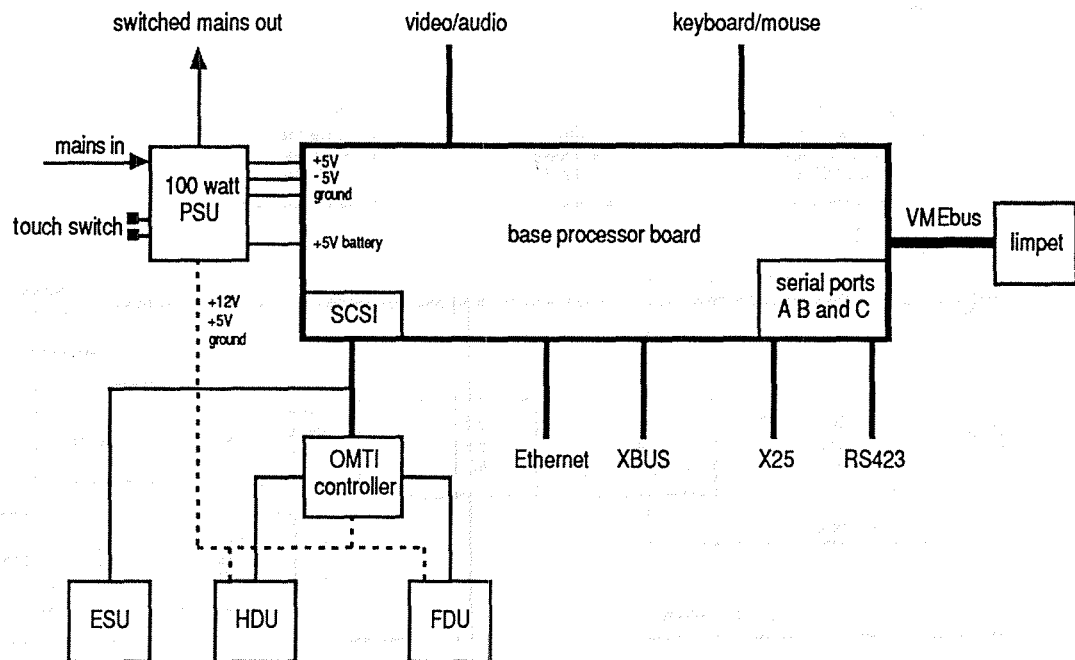 switched mains out
video/audio
keyboard/mouse
mains in
100 watt
PSU
touch switch
+5V
- 5V
ground
+5V battery
base processor board
VMEbus
limpet
serial ports
A B and C
SCSI
+12V
+5V
ground
OMTI
controller
Ethernet
XBUS
X25
RS423
ESU
HDU
FDU